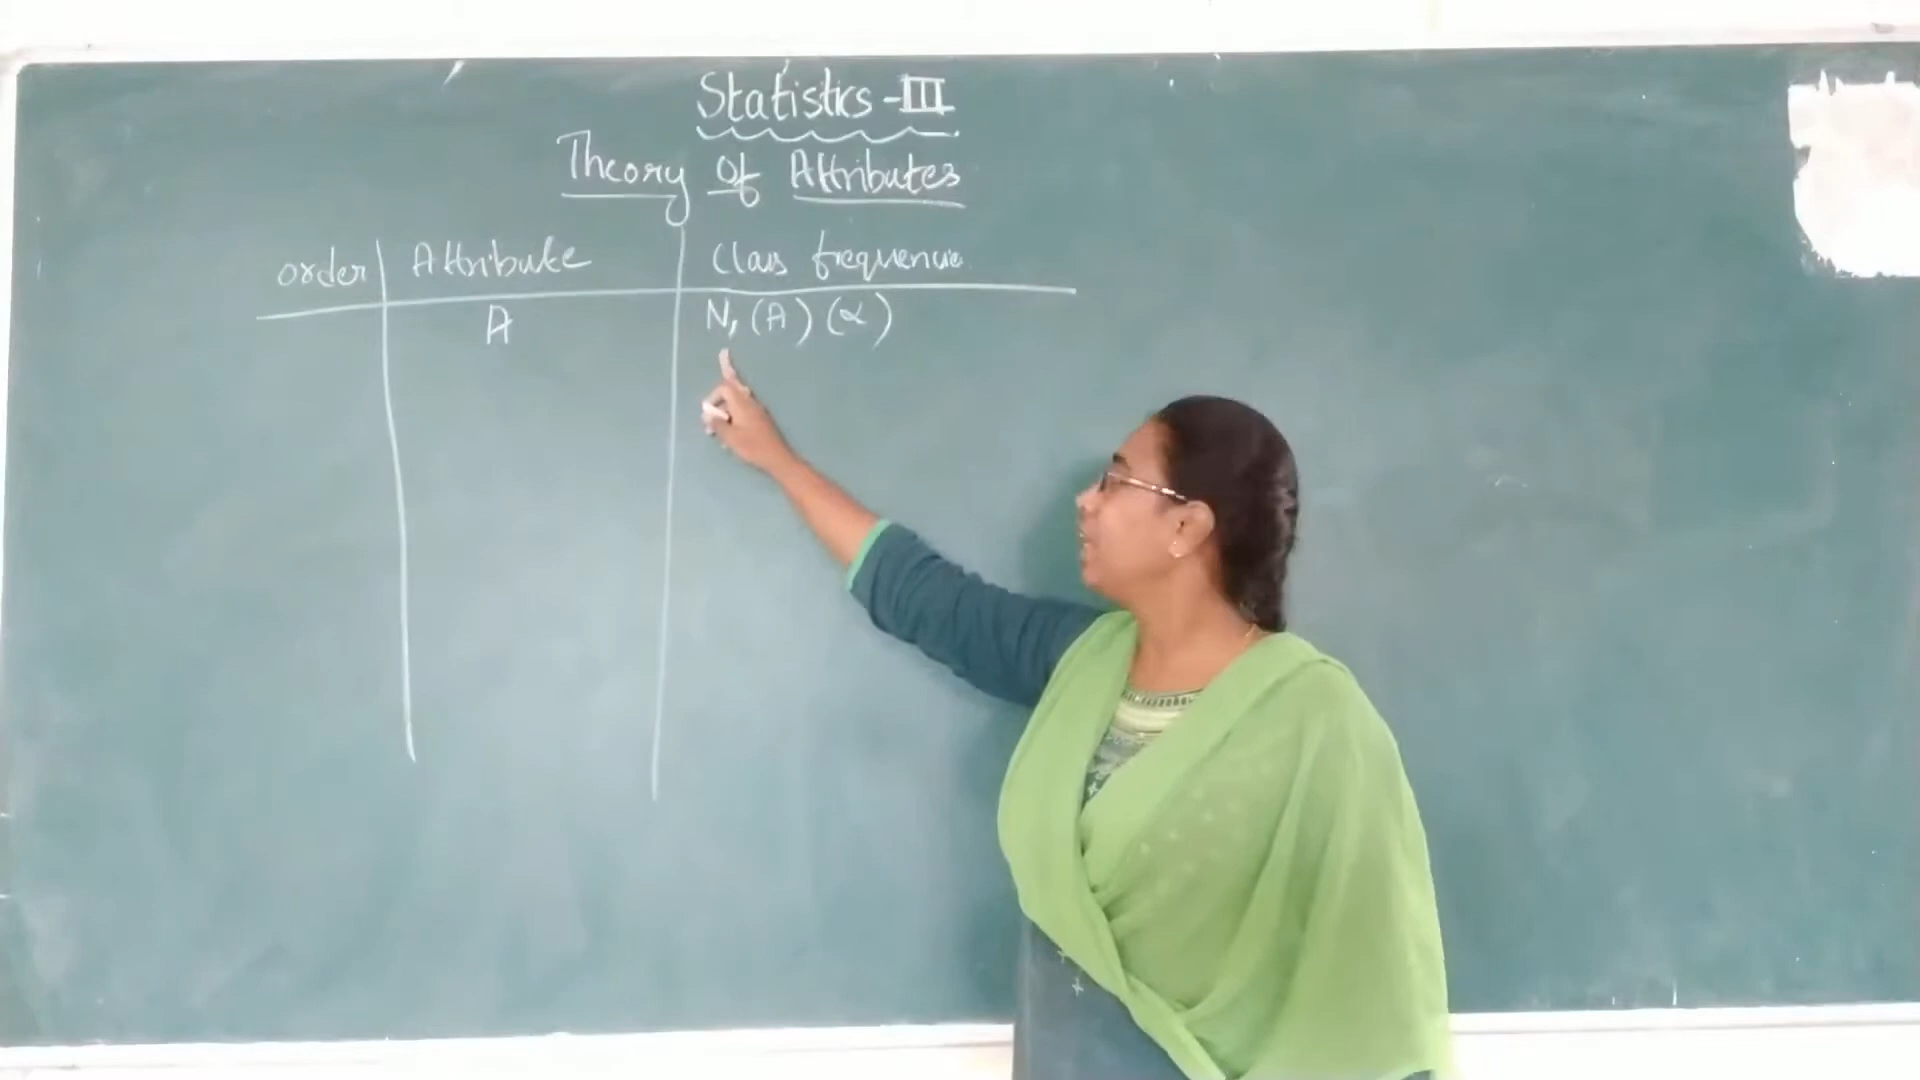 Statistics-III
Theory Of Attributes
order Attribute Class frequencie
A N, (A) (α)